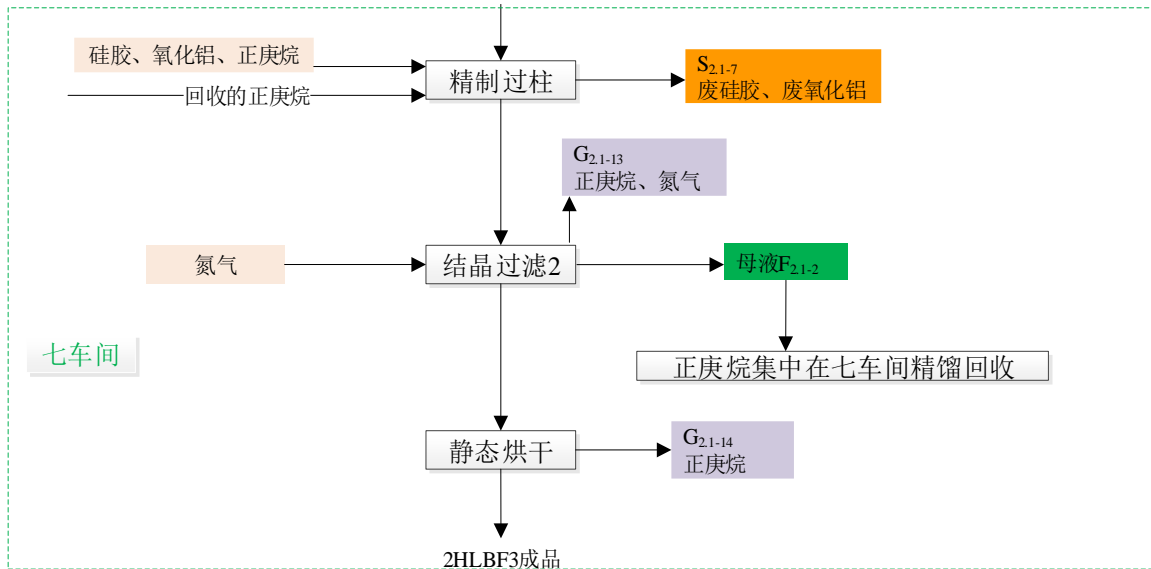 硅胶、氧化铝、正庚烷
回收的正庚烷
精制过柱
S2.1-7
废硅胶、废氧化铝
G2.1-13
正庚烷、氮气
氮气
结晶过滤2
母液F2.1-2
七车间
正庚烷集中在七车间精馏回收
静态烘干
G2.1-14
正庚烷
2HLBF3成品